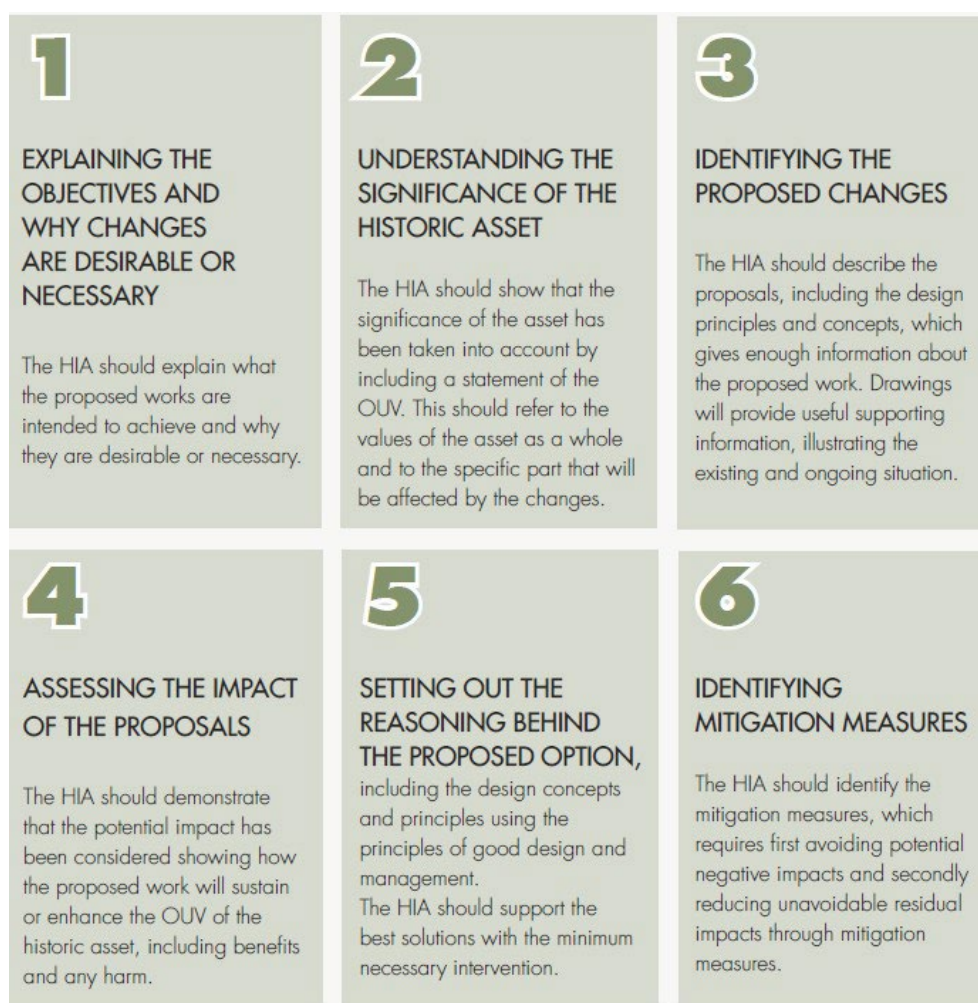 1
EXPLAINING THE
OBJECTIVES AND
WHY CHANGES
ARE DESIRABLE OR
NECESSARY
The HIA should explain what
the proposed works are
intended to achieve and why
they are desirable or necessary.
2
UNDERSTANDING THE
SIGNIFICANCE OF THE
HISTORIC ASSET
The HIA should show that the
significance of the asset has
been taken into account by
including a statement of the
OUV. This should refer to the
values of the asset as a whole
and to the specific part that will
be affected by the changes.
3
IDENTIFYING THE
PROPOSED CHANGES
The HIA should describe the
proposals, including the design
principles and concepts, which
gives enough information about
the proposed work. Drawings
will provide useful supporting
information, illustrating the
existing and ongoing situation.
4
ASSESSING THE IMPACT
OF THE PROPOSALS
The HIA should demonstrate
that the potential impact has
been considered showing how
the proposed work will sustain
or enhance the OUV of the
historic asset, including benefits
and any harm.
5
SETTING OUT THE
REASONING BEHIND
THE PROPOSED OPTION,
including the design concepts
and principles using the
principles of good design and
management.
The HIA should support the
best solutions with the minimum
necessary intervention.
6
IDENTIFYING
MITIGATION MEASURES
The HIA should identify the
mitigation measures, which
requires first avoiding potential
negative impacts and secondly
reducing unavoidable residual
impacts through mitigation
measures.